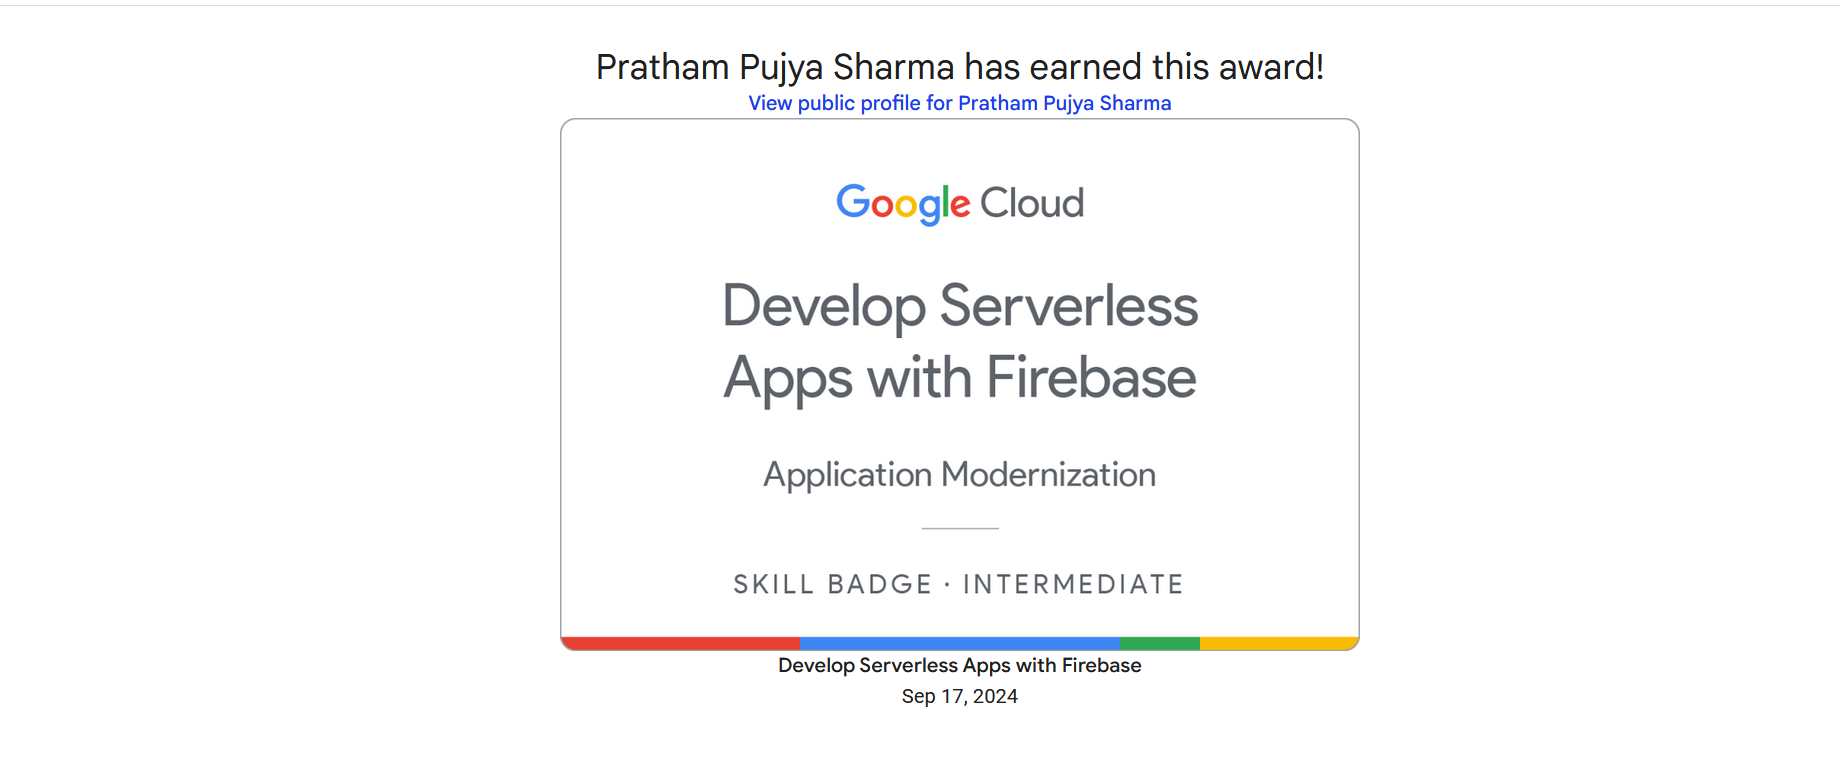 Pratham Pujya Sharma has earned this award!
View public profile for Pratham Pujya Sharma
Google Cloud
Develop Serverless
Apps with Firebase
Application Modernization
SKILL BADGE · INTERMEDIATE
Develop Serverless Apps with Firebase
Sep 17, 2024